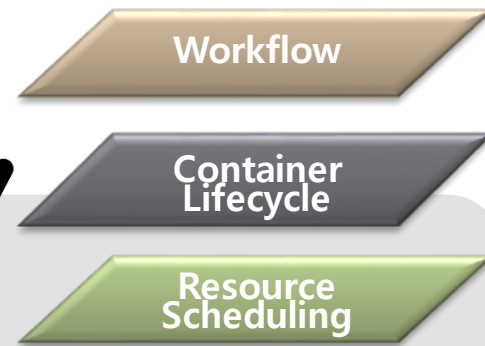 Workflow
Container
Lifecycle
Resource
Scheduling